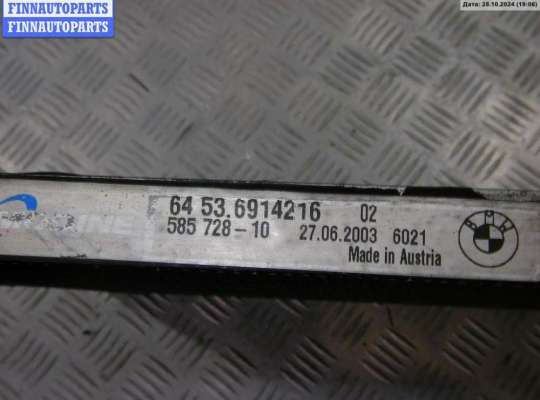 FINNAUTOPARTS
FINNAUTOPARTS
FINNAUTOPARTS
Дата: 28.10.2024 (19:06)
64 53.6914216 02
585 728-10 27.06.2003 6021
Made in Austria
BMW